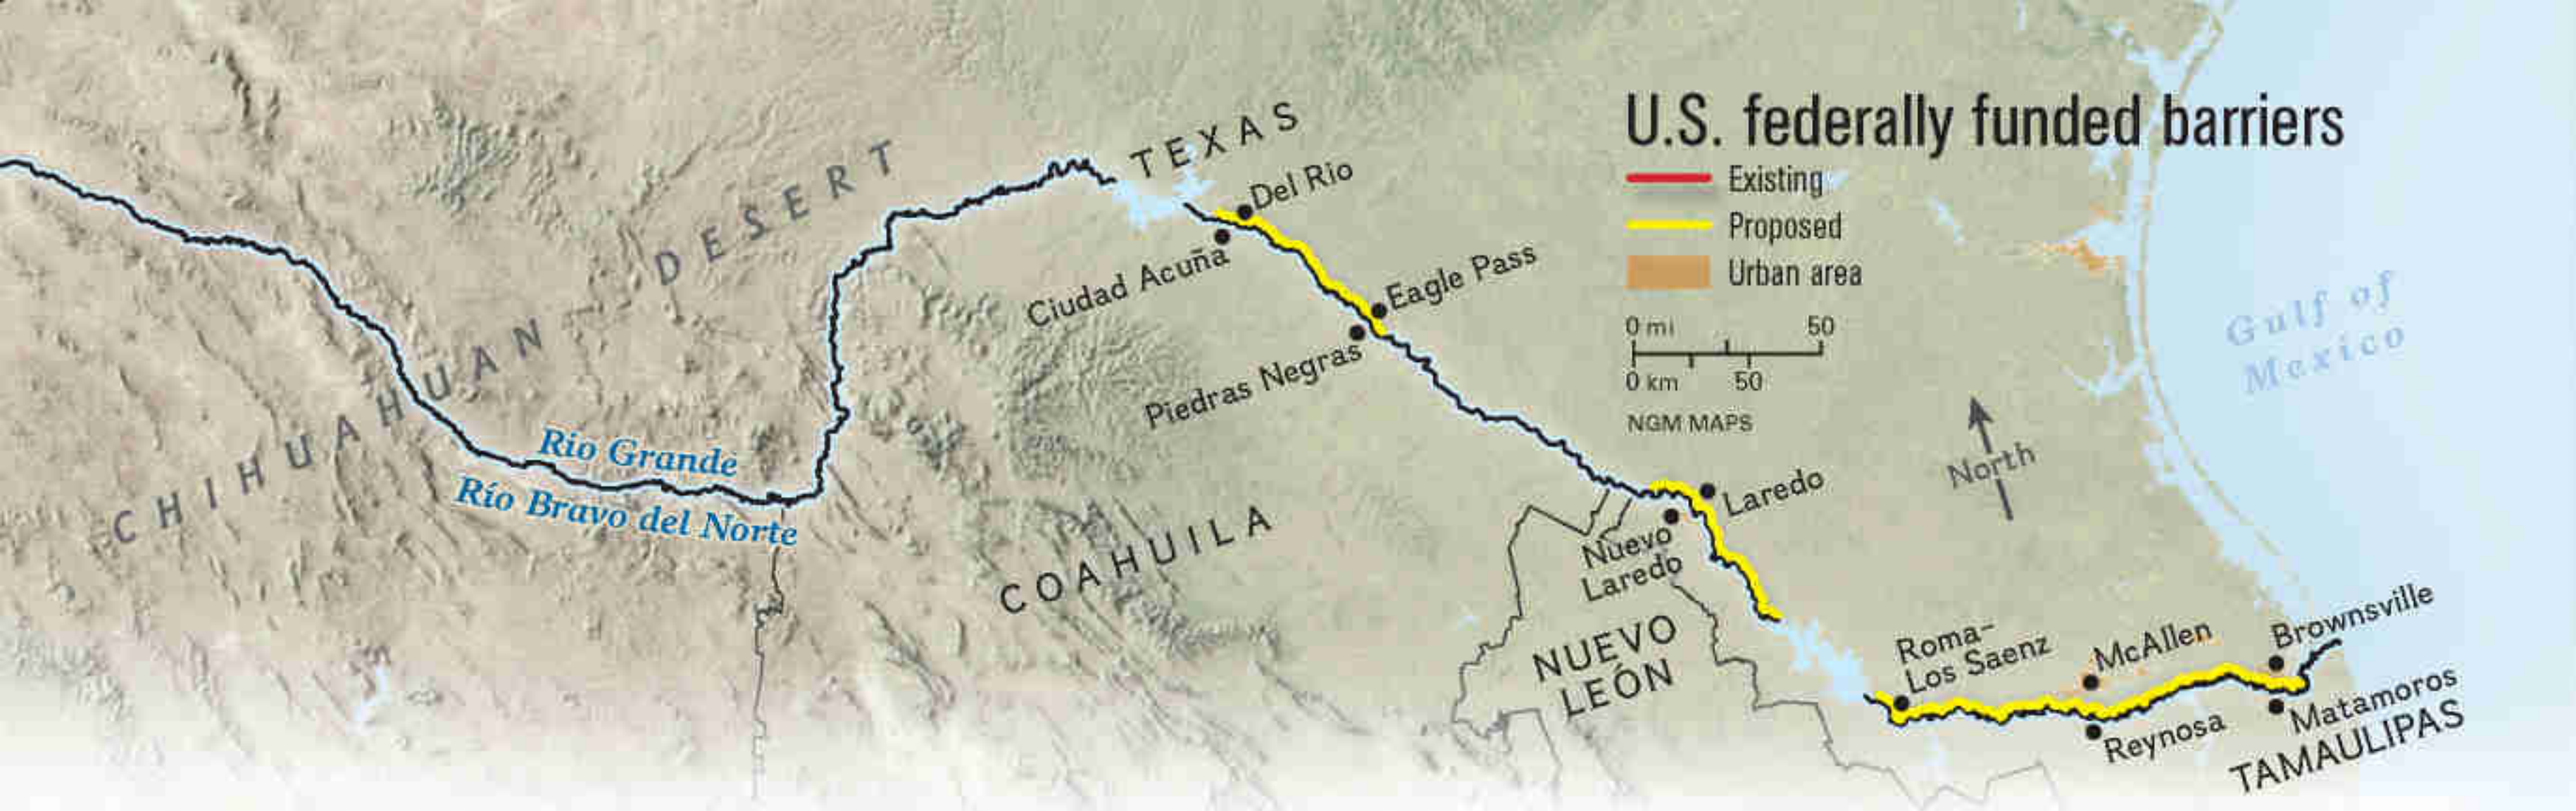 U.S. federally funded barriers
Existing
Proposed
Urban area
0 mi 50
0 km 50
NGM MAPS
North
TEXAS
Del Rio
Ciudad Acuña
Eagle Pass
Piedras Negras
CHIHUAHUAN DESERT
Rio Grande
Río Bravo del Norte
COAHUILA
Laredo
Nuevo
Laredo
NUEVO
LEÓN
Roma-
Los Saenz
McAllen
Reynosa
Brownsville
Matamoros
TAMAULIPAS
Gulf of
Mexico